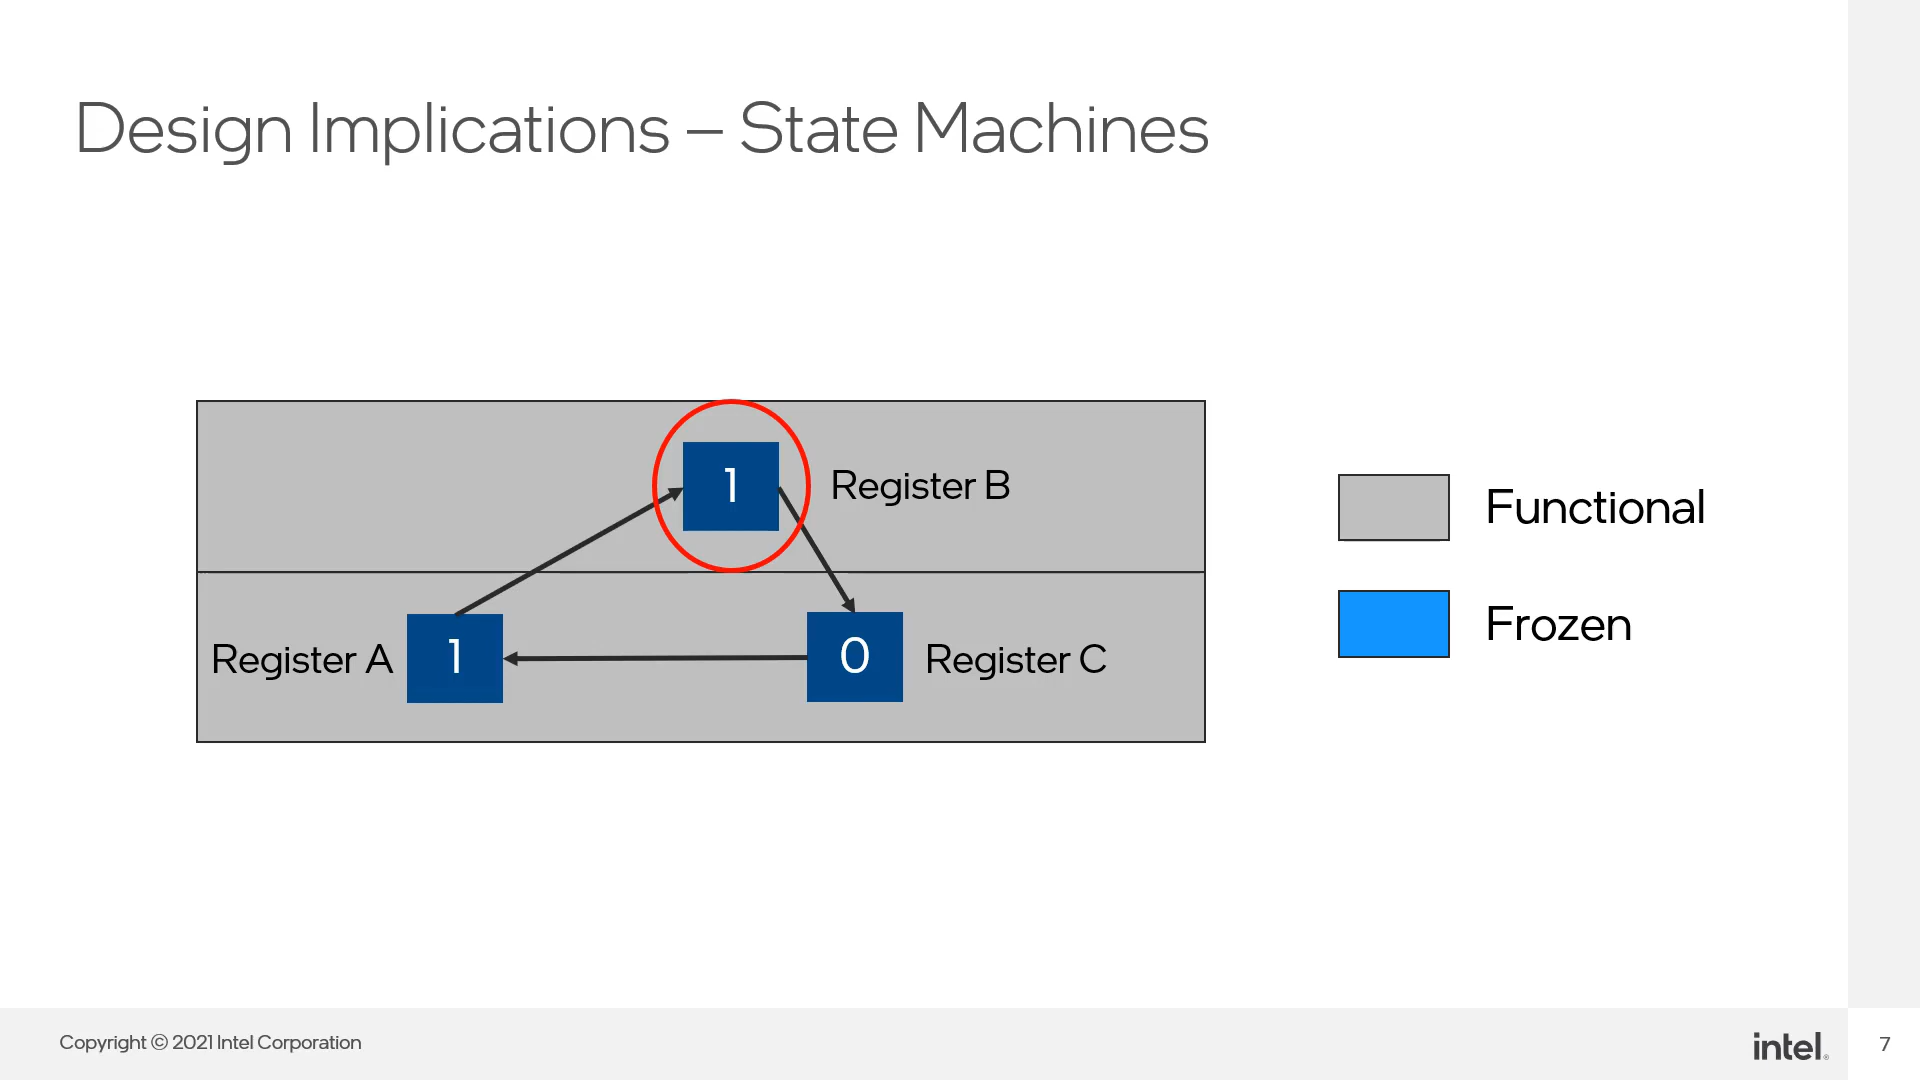 Design Implications – State Machines
1
Register B
Register A
1
0
Register C
Functional
Frozen
Copyright © 2021 Intel Corporation
intel®
7